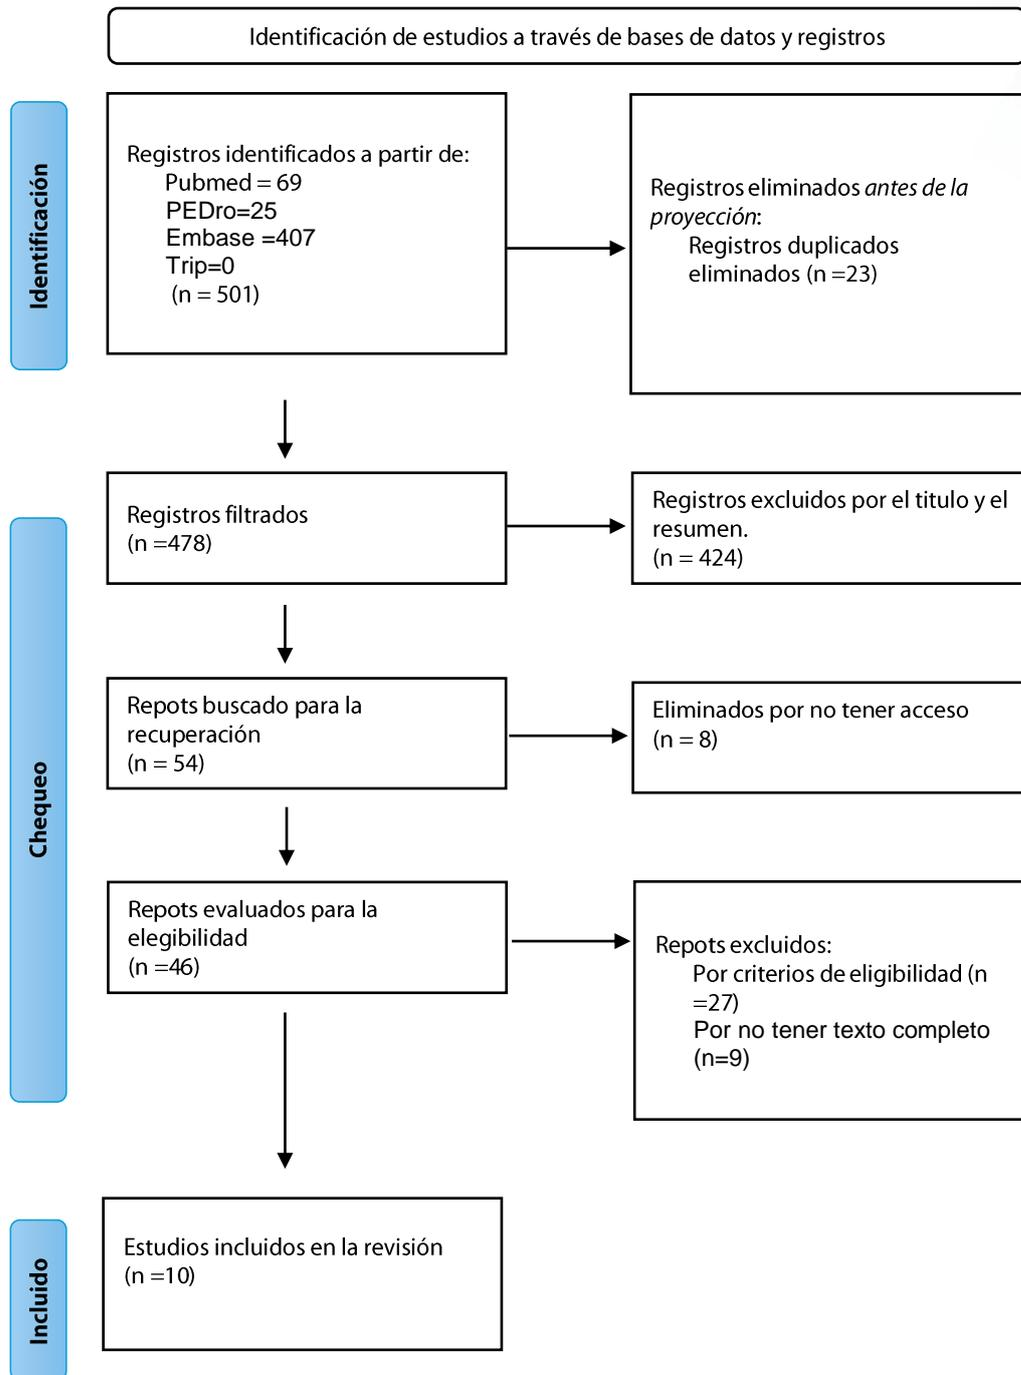 Identificación de estudios a través de bases de datos y registros
Identificación
Registros identificados a partir de:
Pubmed = 69
PEDro=25
Embase =407
Trip=0
(n = 501)
Registros eliminados antes de la
proyección:
Registros duplicados
eliminados (n =23)
Chequeo
Registros filtrados
(n =478)
Registros excluidos por el titulo y el
resumen.
(n = 424)
Repots buscado para la
recuperación
(n = 54)
Eliminados por no tener acceso
(n = 8)
Repots evaluados para la
elegibilidad
(n =46)
Repots excluidos:
Por criterios de eligibilidad (n
=27)
Por no tener texto completo
(n=9)
Incluido
Estudios incluidos en la revisión
(n =10)